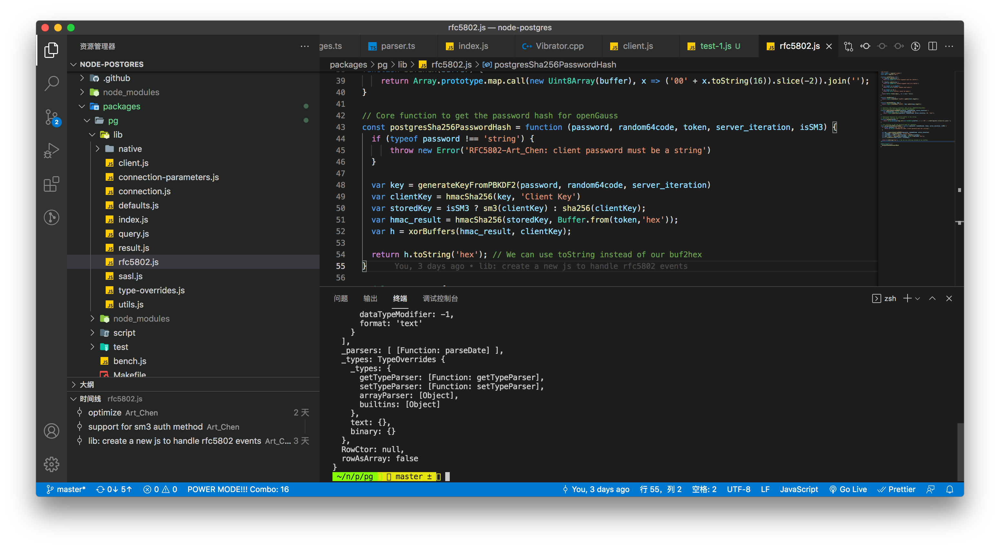 rfc5802.js — node-postgres
资源管理器
ges.ts
parser.ts
index.js
Vibrator.cpp
client.js
test-1.js U
rfc5802.js
packages > pg > lib > rfc5802.js > postgresSha256PasswordHash
NODE-POSTGRES
.github
node_modules
packages
pg
lib
native
client.js
connection-parameters.js
connection.js
defaults.js
index.js
query.js
result.js
rfc5802.js
sasl.js
type-overrides.js
utils.js
node_modules
script
test
bench.js
Makefile
大纲
时间线 rfc5802.js
optimize Art_Chen 2 天
support for sm3 auth method Art_Chen
lib: create a new js to handle rfc5802 events Art_C... 3 天
2
39 return Array.prototype.map.call(new Uint8Array(buffer), x => ('00' + x.toString(16)).slice(-2)).join('');
40 }
41
42 // Core function to get the password hash for openGauss
43 const postgresSha256PasswordHash = function (password, random64code, token, server_iteration, isSM3) {
44 if (typeof password !== 'string') {
45 throw new Error('RFC5802-Art_Chen: client password must be a string')
46 }
47
48 var key = generateKeyFromPBKDF2(password, random64code, server_iteration)
49 var clientKey = hmacSha256(key, 'Client Key')
50 var storedKey = isSM3 ? sm3(clientKey) : sha256(clientKey);
51 var hmac_result = hmacSha256(storedKey, Buffer.from(token,'hex'));
52 var h = xorBuffers(hmac_result, clientKey);
53
54 return h.toString('hex'); // We can use toString instead of our buf2hex
55 } You, 3 days ago • lib: create a new js to handle rfc5802 events
56
问题 输出 终端 调试控制台
zsh
dataTypeModifier: -1,
format: 'text'
}
],
_parsers: [ [Function: parseDate] ],
_types: TypeOverrides {
_types: {
getTypeParser: [Function: getTypeParser],
setTypeParser: [Function: setTypeParser],
arrayParser: [Object],
builtins: [Object]
},
text: {},
binary: {}
},
RowCtor: null,
rowAsArray: false
}
~/n/p/pg master ±
master* 0↓ 5↑ 0 0 POWER MODE!!! Combo: 16
You, 3 days ago 行 55，列 2 空格: 2 UTF-8 LF JavaScript Go Live Prettier